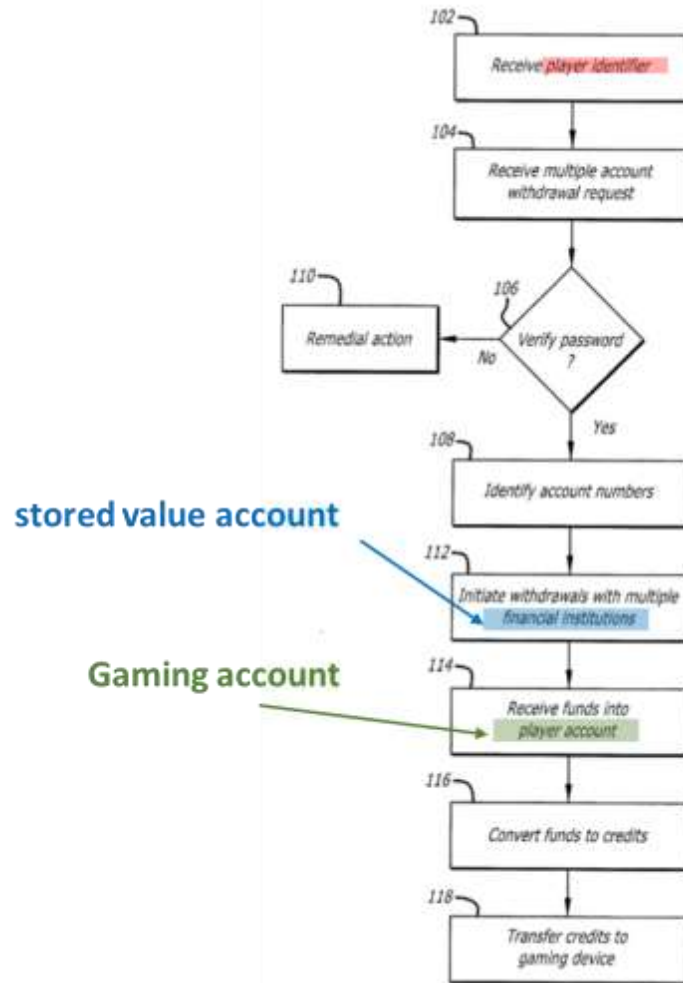 102
Receive player identifier
104
Receive multiple account
withdrawal request
110
106
Remedial action
No
Verify password
?
Yes
108
Identify account numbers
stored value account
112
Initiate withdrawals with multiple
financial institutions
Gaming account
114
Receive funds into
player account
116
Convert funds to credits
118
Transfer credits to
gaming device